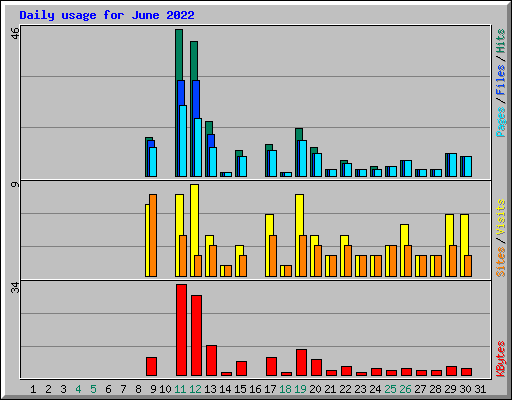 Daily usage for June 2022
46
Pages / Files / Hits
9
Sites / Visits
34
KBytes
1 2 3 4 5 6 7 8 9 10 11 12 13 14 15 16 17 18 19 20 21 22 23 24 25 26 27 28 29 30 31